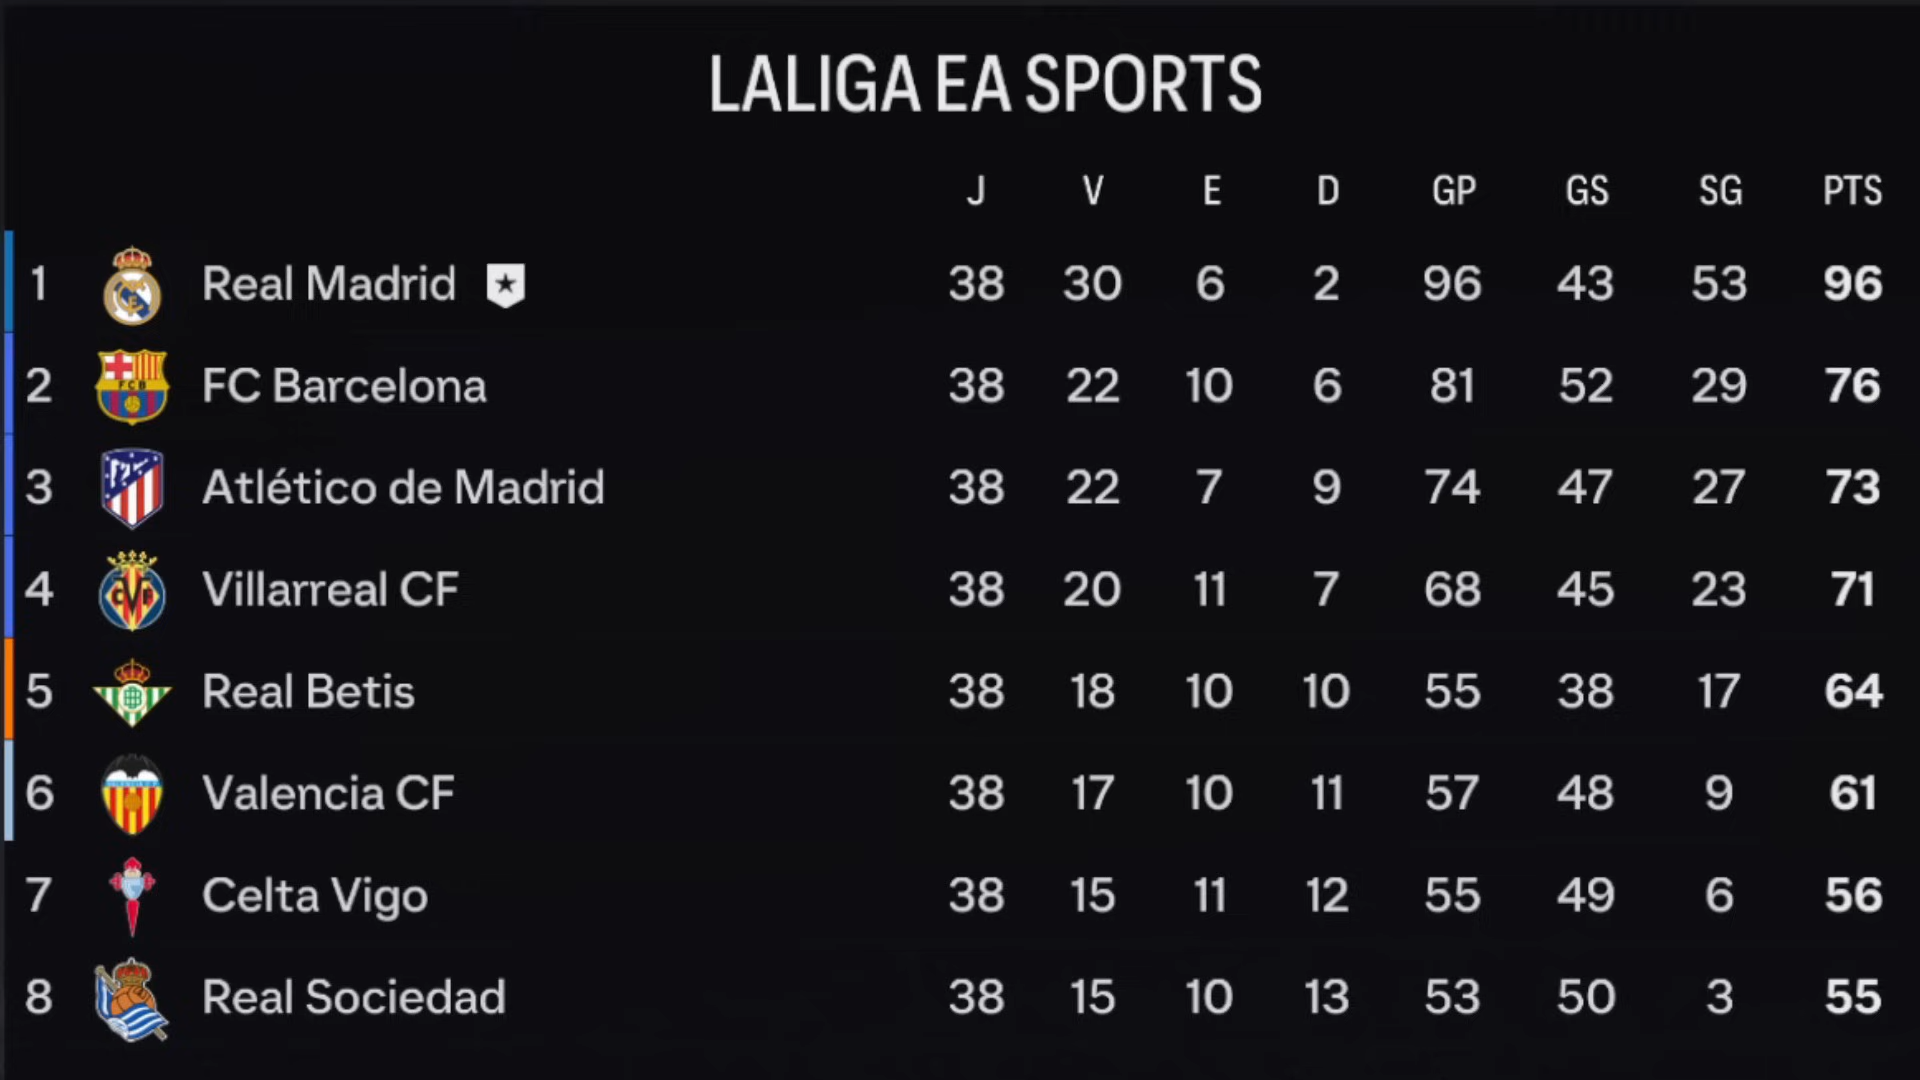 LALIGA EA SPORTS
J V E D GP GS SG PTS
1 Real Madrid 38 30 6 2 96 43 53 96
2 FC Barcelona 38 22 10 6 81 52 29 76
3 Atlético de Madrid 38 22 7 9 74 47 27 73
4 Villarreal CF 38 20 11 7 68 45 23 71
5 Real Betis 38 18 10 10 55 38 17 64
6 Valencia CF 38 17 10 11 57 48 9 61
7 Celta Vigo 38 15 11 12 55 49 6 56
8 Real Sociedad 38 15 10 13 53 50 3 55